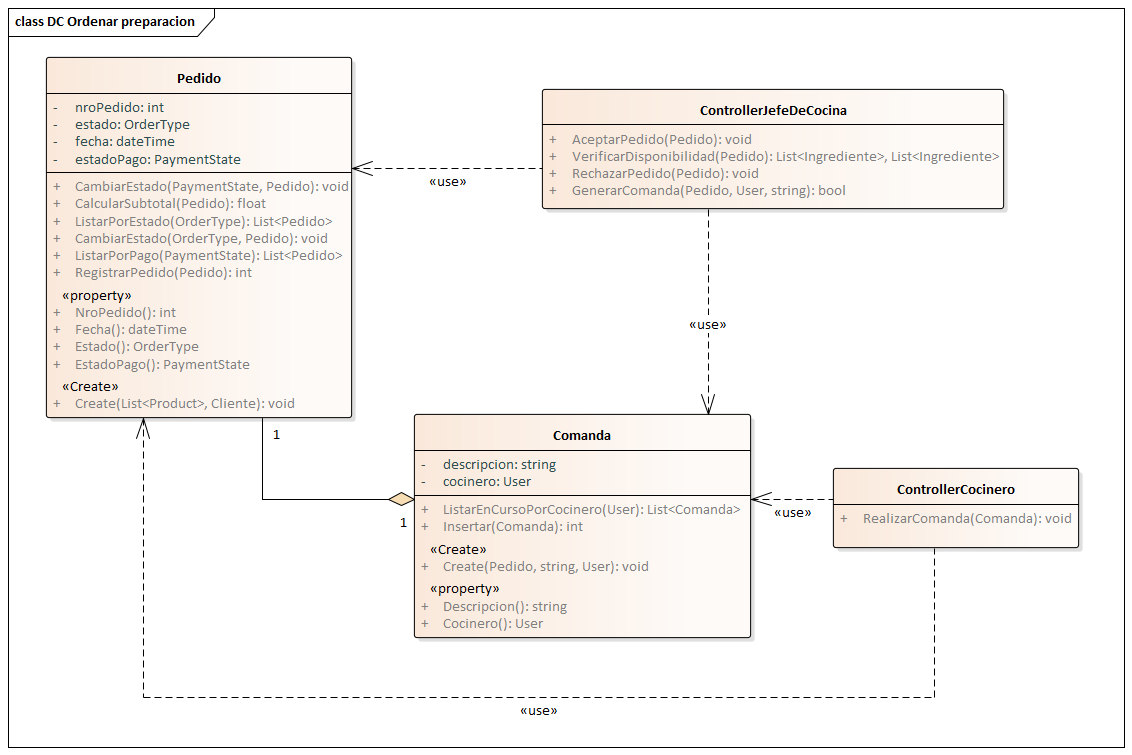 class DC Ordenar preparacion
Pedido
- nroPedido: int
- estado: OrderType
- fecha: dateTime
- estadoPago: PaymentState
+ CambiarEstado(PaymentState, Pedido): void
+ CalcularSubtotal(Pedido): float
+ ListarPorEstado(OrderType): List<Pedido>
+ CambiarEstado(OrderType, Pedido): void
+ ListarPorPago(PaymentState): List<Pedido>
+ RegistrarPedido(Pedido): int
«property»
+ NroPedido(): int
+ Fecha(): dateTime
+ Estado(): OrderType
+ EstadoPago(): PaymentState
«Create»
+ Create(List<Product>, Cliente): void
ControllerJefeDeCocina
+ AceptarPedido(Pedido): void
+ VerificarDisponibilidad(Pedido): List<Ingrediente>, List<Ingrediente>
+ RechazarPedido(Pedido): void
+ GenerarComanda(Pedido, User, string): bool
«use»
«use»
1
1
Comanda
- descripcion: string
- cocinero: User
+ ListarEnCursoPorCocinero(User): List<Comanda>
+ Insertar(Comanda): int
«Create»
+ Create(Pedido, string, User): void
«property»
+ Descripcion(): string
+ Cocinero(): User
«use»
ControllerCocinero
+ RealizarComanda(Comanda): void
«use»